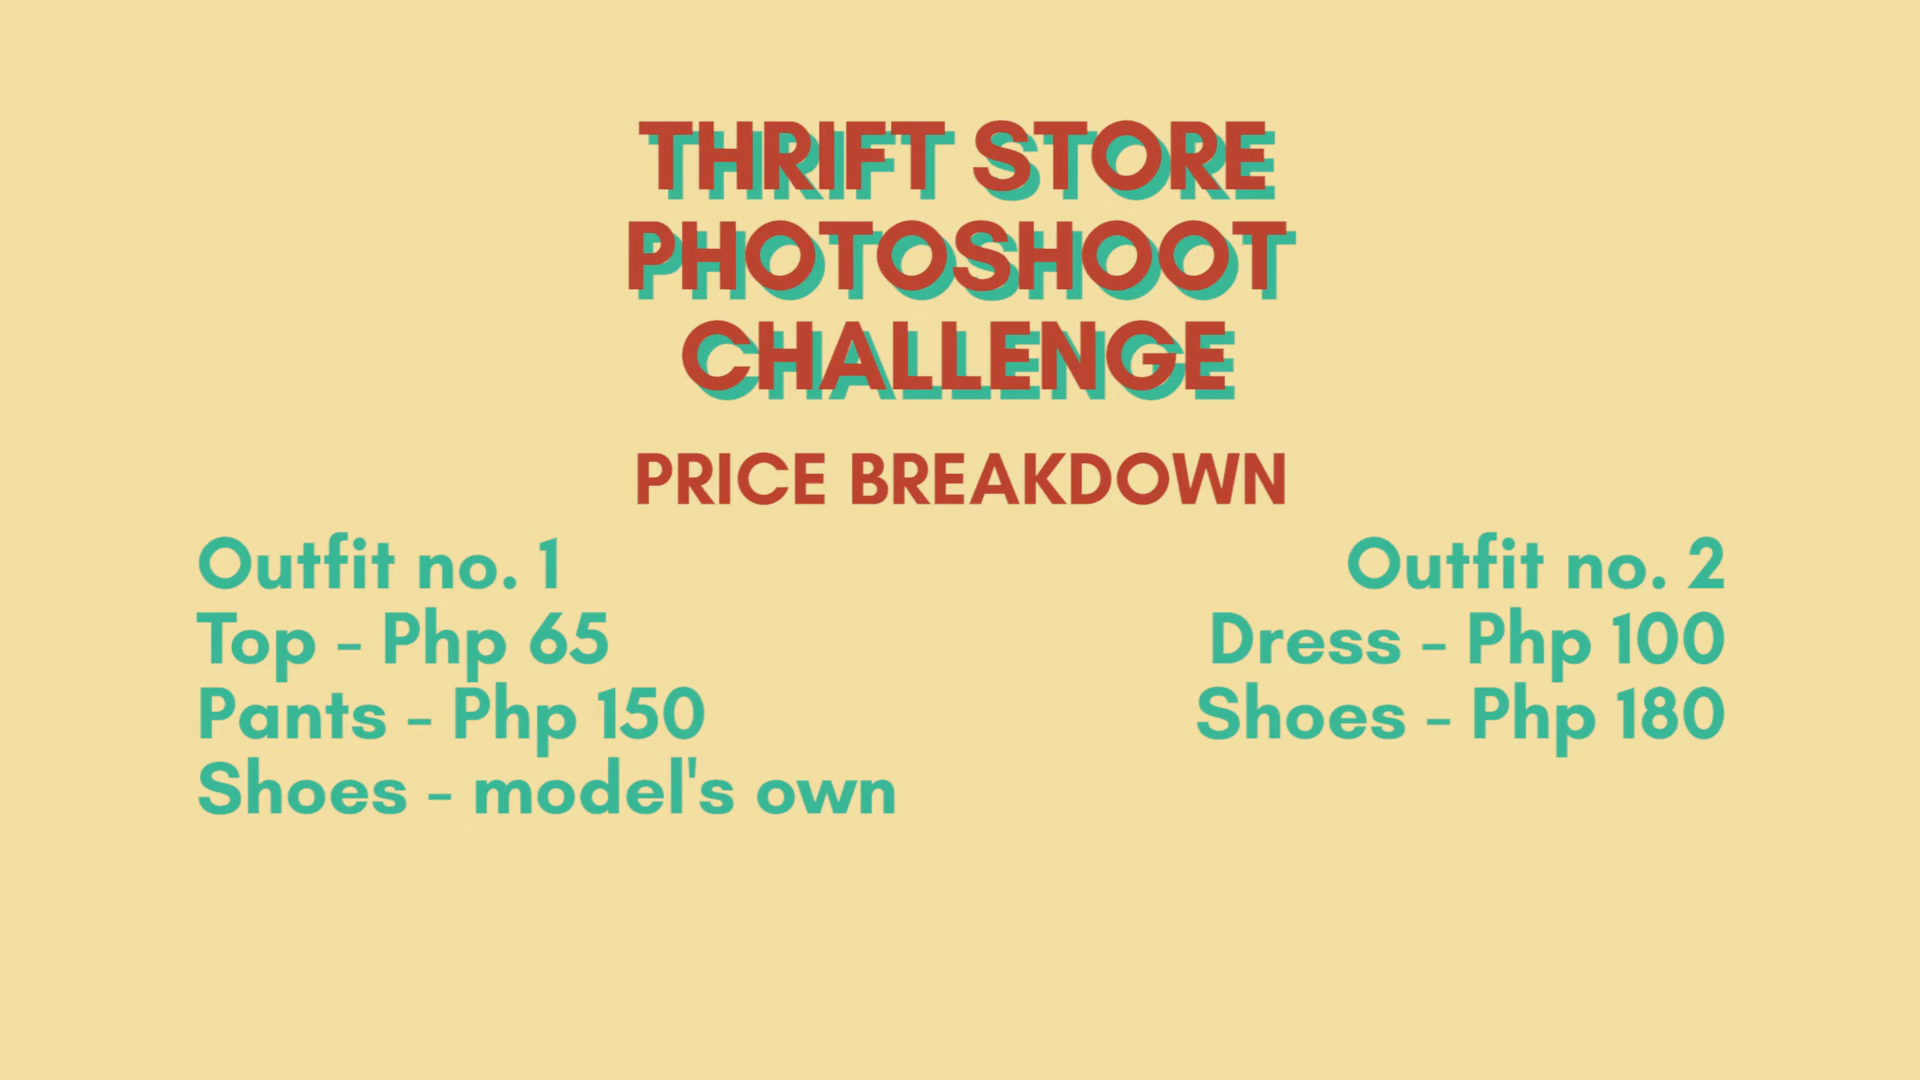 THRIFT STORE
PHOTOSHOOT
CHALLENGE
PRICE BREAKDOWN
Outfit no. 1
Top - Php 65
Pants - Php 150
Shoes - model's own
Outfit no. 2
Dress - Php 100
Shoes - Php 180